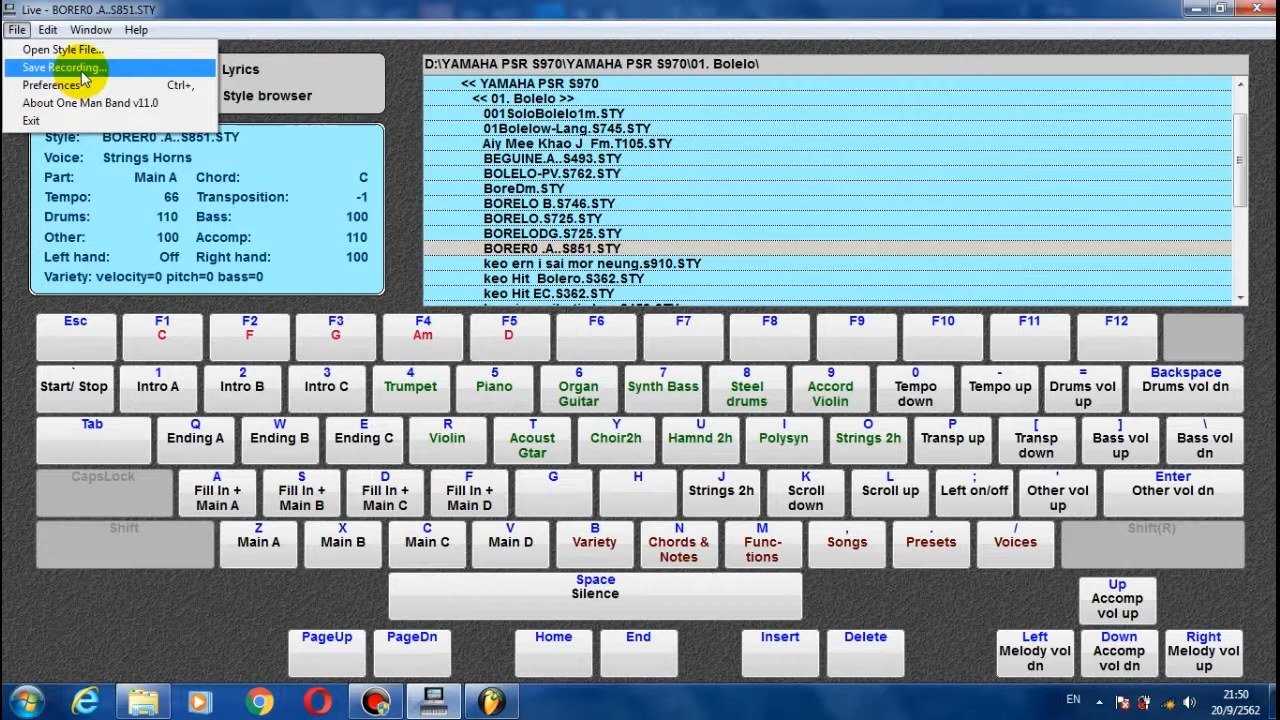 Live - BORER0 .A..S851.STY
File Edit Window Help
Open Style File...
Save Recording...
Preferences Ctrl+,
About One Man Band v11.0
Exit
Lyrics
Style browser
Style: BORER0 .A..S851.STY
Voice: Strings Horns
Part: Main A Chord: C
Tempo: 66 Transposition: -1
Drums: 110 Bass: 100
Other: 100 Accomp: 110
Left hand: Off Right hand: 100
Variety: velocity=0 pitch=0 bass=0
D:\YAMAHA PSR S970\YAMAHA PSR S970\01. Bolelo\
<< YAMAHA PSR S970
<< 01. Bolelo >>
001SoloBolelo1m.STY
01Bolelow-Lang.S745.STY
Aiy Mee Khao J Fm.T105.STY
BEGUINE.A..S493.STY
BOLELO-PV.S762.STY
BoreDm.STY
BORELO B.S746.STY
BORELO.S725.STY
BORELODG.S725.STY
BORER0 .A..S851.STY
keo ern i sai mor neung.s910.STY
keo Hit Bolero.S362.STY
keo Hit EC.S362.STY
Esc F1 F2 F3 F4 F5 F6 F7 F8 F9 F10 F11 F12
C F G Am D
` 1 2 3 4 5 6 7 8 9 0 - = Backspace
Start/ Stop Intro A Intro B Intro C Trumpet Piano Organ Guitar Synth Bass Steel drums Accord Violin Tempo down Tempo up Drums vol up Drums vol dn
Tab Q W E R T Y U I O P [ ] \
Ending A Ending B Ending C Violin Acoust Gtar Choir2h Hamnd 2h Polysyn Strings 2h Transp up Transp down Bass vol up Bass vol dn
CapsLock A S D F G H J K L ; ' Enter
Fill In + Main A Fill In + Main B Fill In + Main C Fill In + Main D Strings 2h Scroll down Scroll up Left on/off Other vol up Other vol dn
Shift Z X C V B N M , . / Shift(R)
Main A Main B Main C Main D Variety Chords & Notes Func- tions Songs Presets Voices
Space
Silence
Up
Accomp vol up
PageUp PageDn Home End Insert Delete Left Down Right
Melody vol dn Accomp vol dn Melody vol up
EN 21:50
20/9/2562